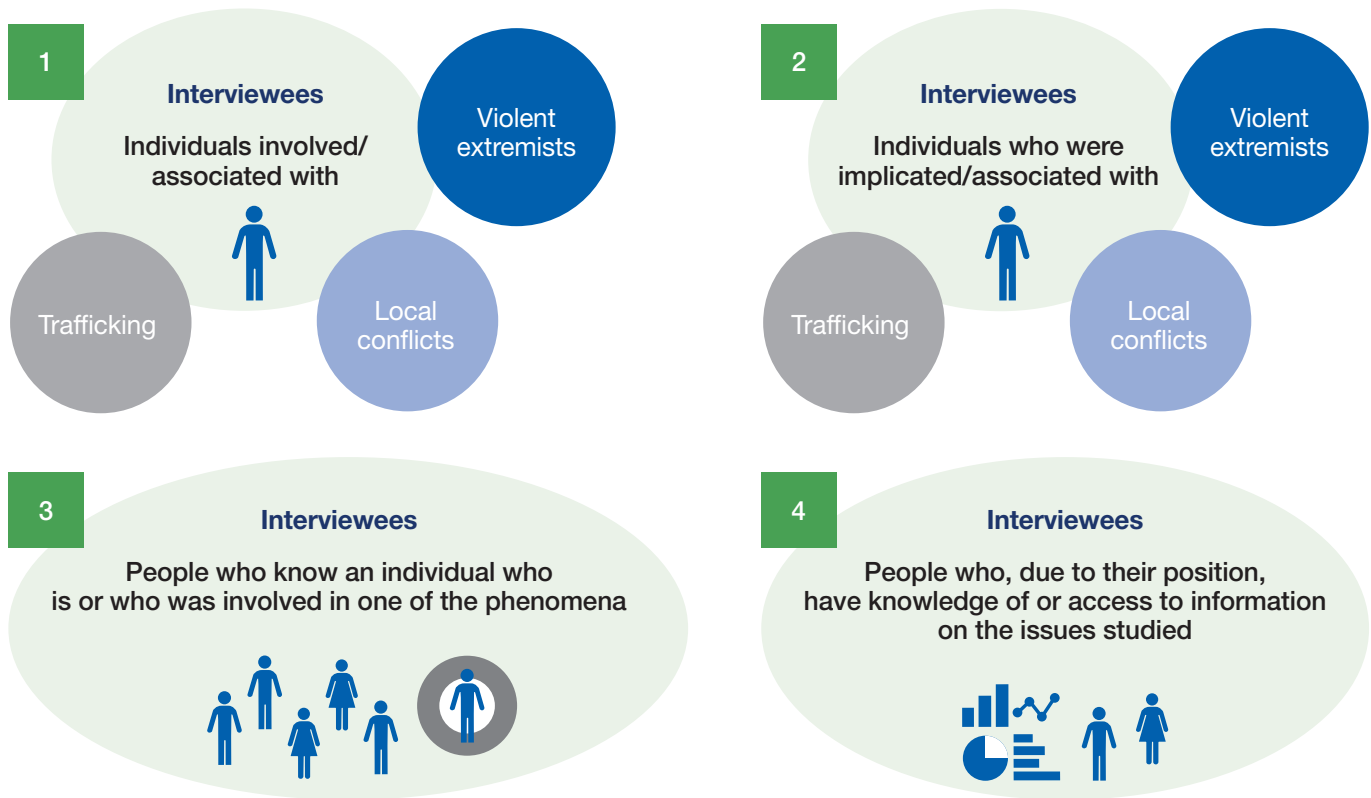 1
Interviewees
Individuals involved/
associated with
Violent
extremists
Trafficking
Local
conflicts
2
Interviewees
Individuals who were
implicated/associated with
Violent
extremists
Trafficking
Local
conflicts
3
Interviewees
People who know an individual who
is or who was involved in one of the phenomena
4
Interviewees
People who, due to their position,
have knowledge of or access to information
on the issues studied